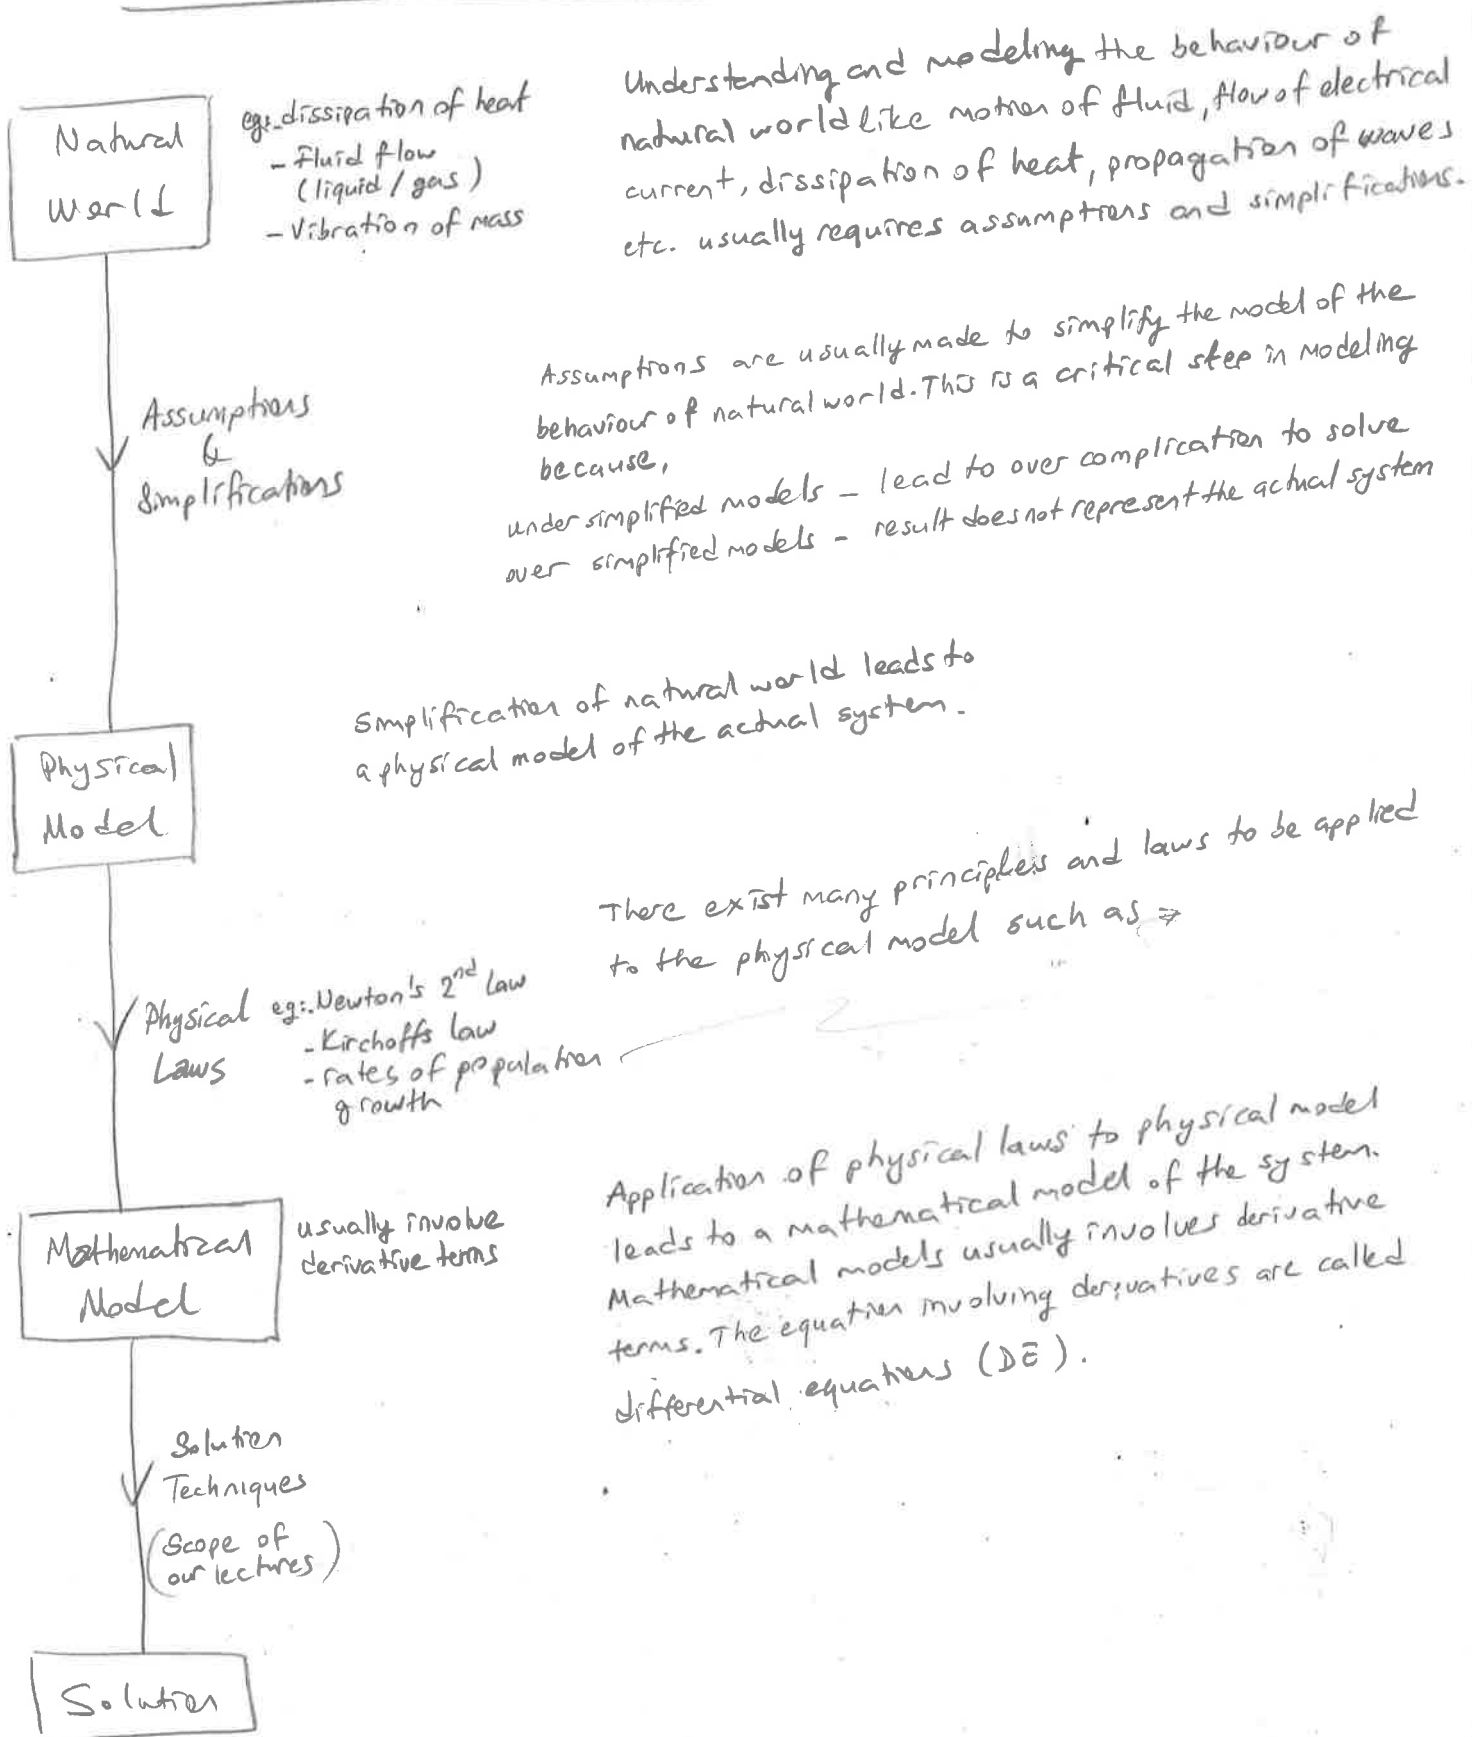 Natural
World
eg:-dissipation of heat
- Fluid flow
(liquid / gas)
- Vibration of mass
Understanding and modeling the behaviour of
natural world like motion of fluid, flow of electrical
current, dissipation of heat, propagation of waves
etc. usually requires assumptions and simplifications.
Assumptions
&
Simplifications
Assumptions are usually made to simplify the model of the
behaviour of natural world. This is a critical step in modeling
because,
under simplified models - lead to over complication to solve
over simplified models - result does not represent the actual system
Physical
Model
Simplification of natural world leads to
a physical model of the actual system.
There exist many principles and laws to be applied
to the physical model such as ⇒
Physical
Laws
eg:-Newton's 2nd Law
- Kirchoffs law
- rates of population
growth
Mathematical
Model
usually involve
derivative terms
Application of physical laws to physical model
leads to a mathematical model of the system.
Mathematical models usually involves derivative
terms. The equation involving derivatives are called
differential equations (DE).
Solution
Techniques
(Scope of
our lectures)
Solution